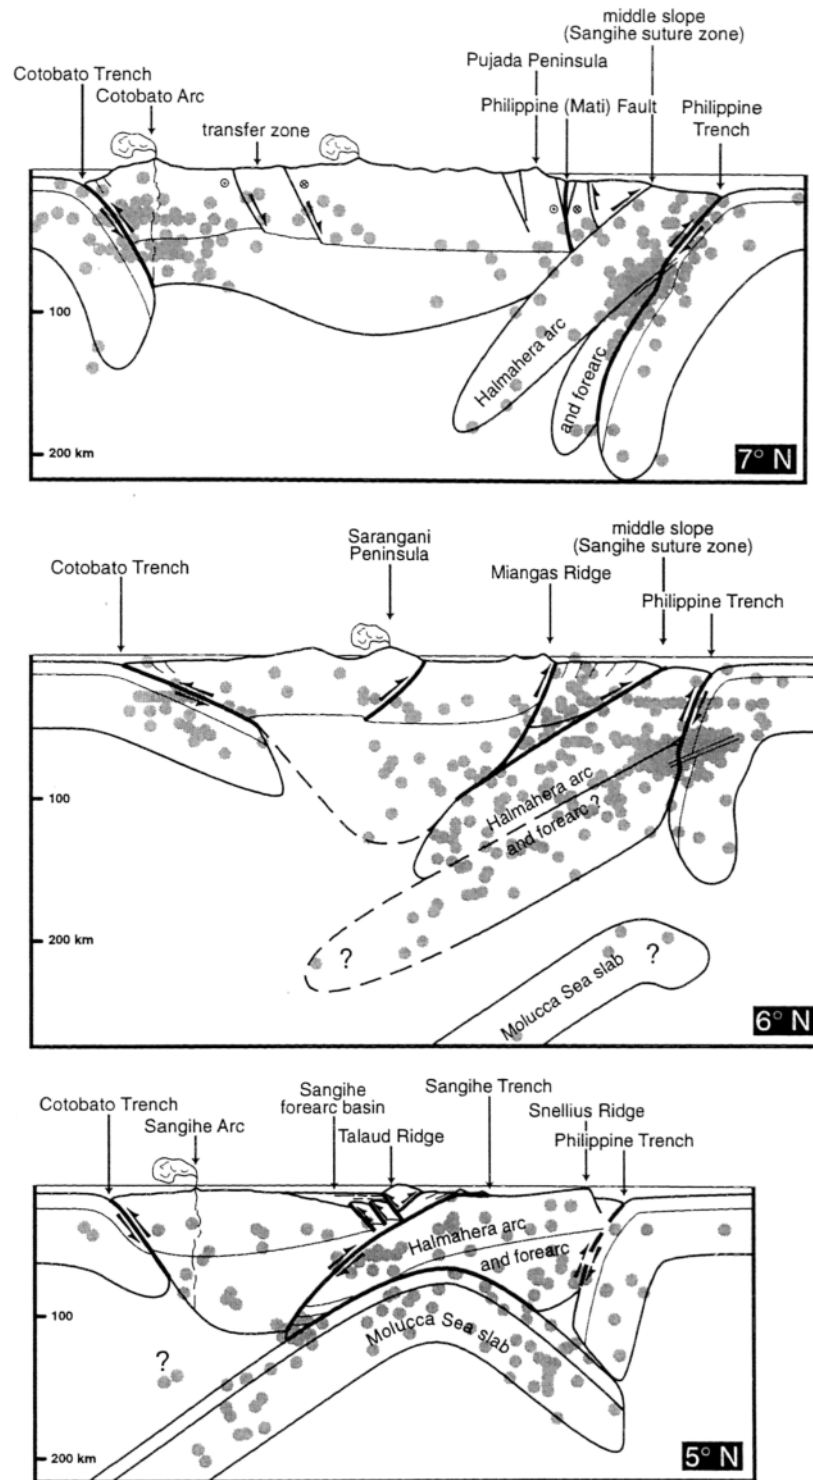 middle slope
(Sangihe suture zone)
Pujada Peninsula
Cotobato Trench
Cotobato Arc
Philippine (Mati) Fault
Philippine
Trench
transfer zone
100
Halmahera arc
and forearc
200 km
7° N
middle slope
(Sangihe suture zone)
Sarangani
Peninsula
Cotobato Trench
Miangas Ridge
Philippine Trench
100
Halmahera arc
and forearc ?
200 km
?
?
Molucca Sea slab
6° N
Sangihe
forearc basin
Sangihe Trench
Cotobato Trench
Snellius Ridge
Sangihe Arc
Talaud Ridge
Philippine Trench
Halmahera arc
and forearc
100
Molucca Sea slab
?
200 km
5° N